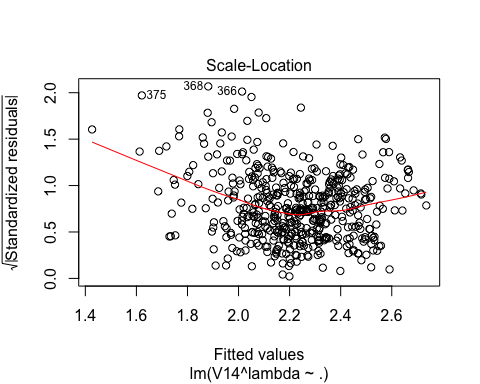 Scale-Location
√|Standardized residuals|
2.0
1.5
1.0
0.5
0.0
375
368
366
1.4 1.6 1.8 2.0 2.2 2.4 2.6
Fitted values
lm(V14^lambda ~ .)